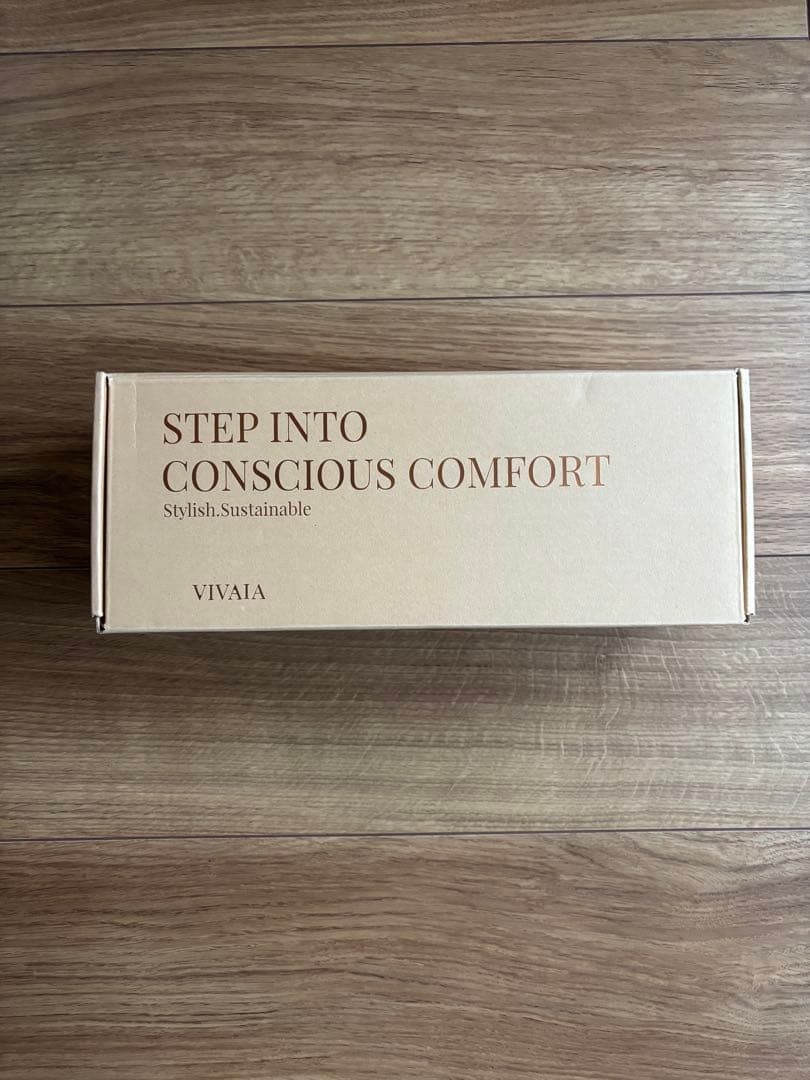 STEP INTO
CONSCIOUS COMFORT
Stylish.Sustainable
VIVAIA